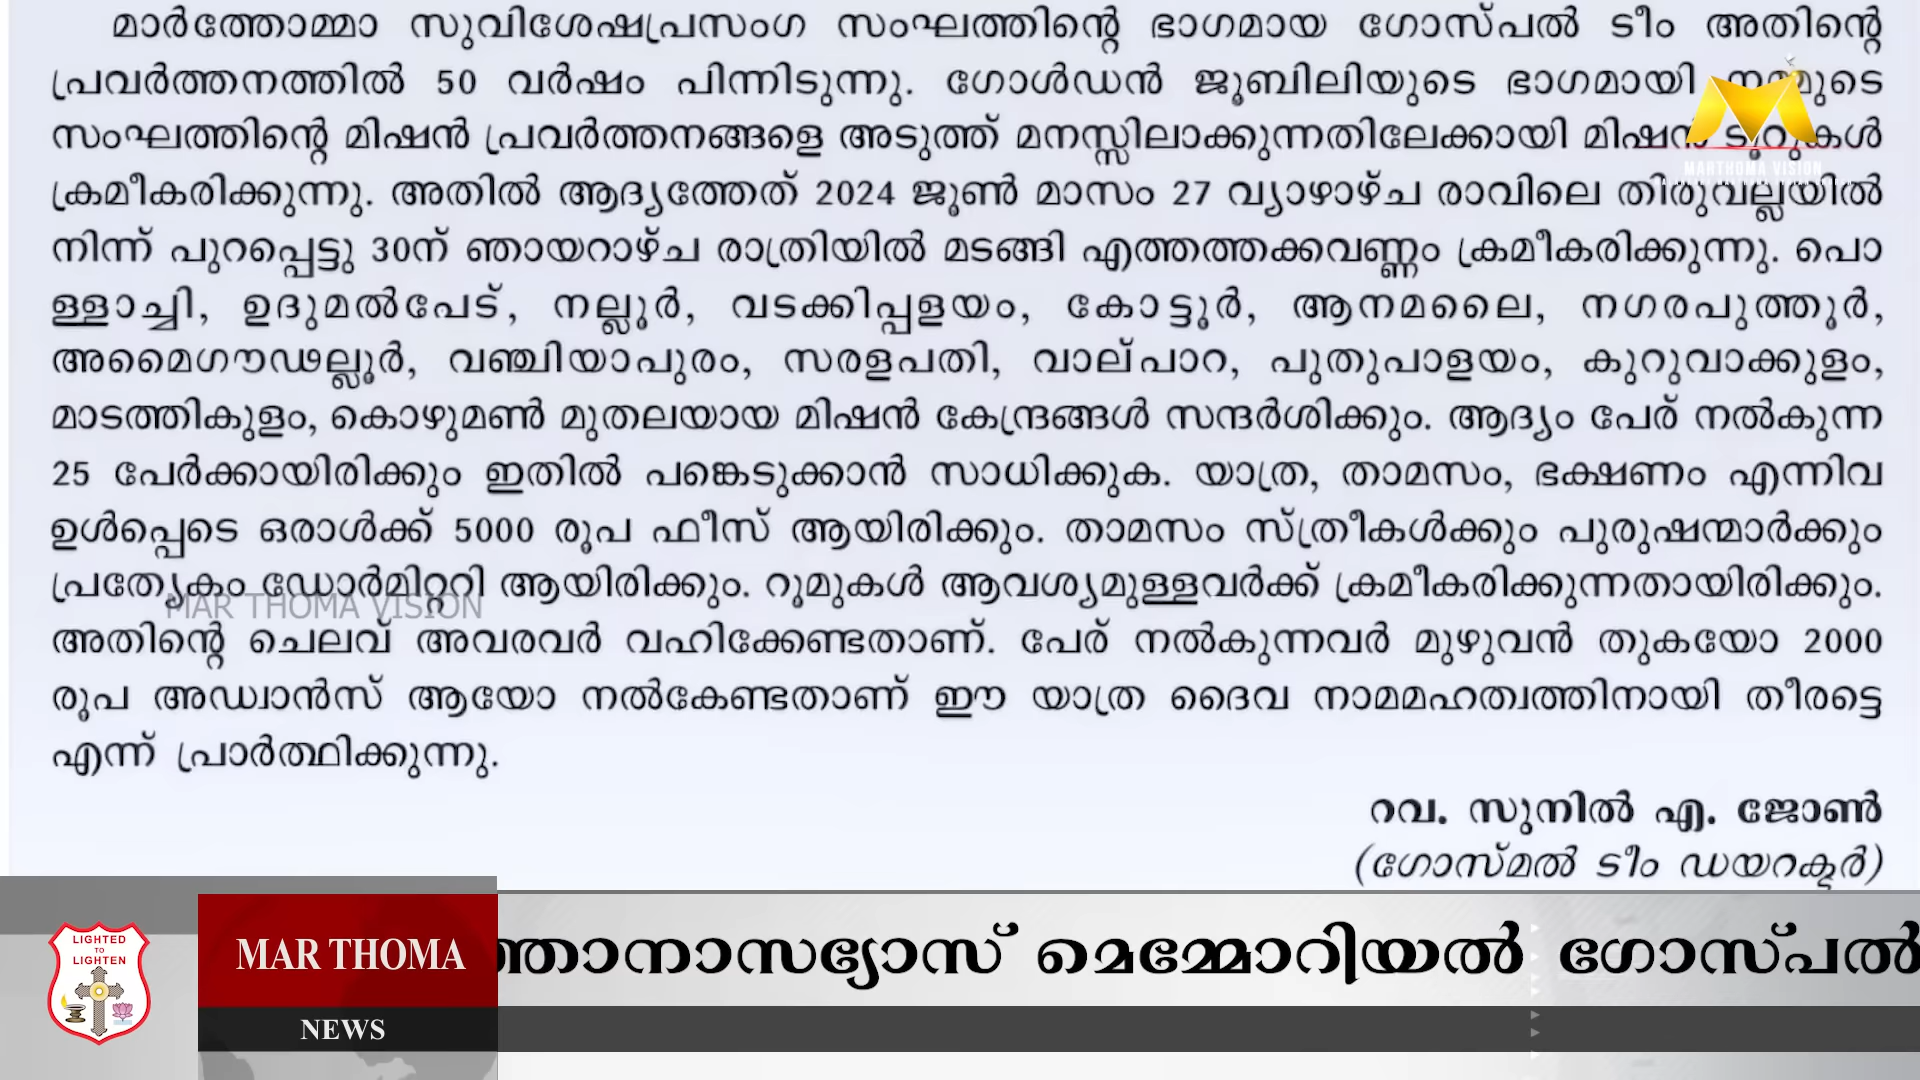 മാർത്തോമ്മാ സുവിശേഷപ്രസംഗ സംഘത്തിന്റെ ഭാഗമായ ഗോസ്പൽ ടീം അതിന്റെ
പ്രവർത്തനത്തിൽ 50 വർഷം പിന്നിടുന്നു. ഗോൾഡൻ ജൂബിലിയുടെ ഭാഗമായി നമ്മുടെ
സംഘത്തിന്റെ മിഷൻ പ്രവർത്തനങ്ങളെ അടുത്ത് മനസ്സിലാക്കുന്നതിലേക്കായി മിഷൻ ടൂറുകൾ
ക്രമീകരിക്കുന്നു. അതിൽ ആദ്യത്തേത് 2024 ജൂൺ മാസം 27 വ്യാഴാഴ്ച രാവിലെ തിരുവല്ലയിൽ
നിന്ന് പുറപ്പെട്ടു 30ന് ഞായറാഴ്ച രാത്രിയിൽ മടങ്ങി എത്തത്തക്കവണ്ണം ക്രമീകരിക്കുന്നു. പൊ
ള്ളാച്ചി, ഉദുമൽപേട്, നല്ലൂർ, വടക്കിപ്പളയം, കോട്ടൂർ, ആനമലൈ, നഗരപുത്തൂർ,
അമൈഗൗഢല്ലൂർ, വഞ്ചിയാപുരം, സരളപതി, വാല്പാറ, പുതുപാളയം, കുറുവാക്കുളം,
മാടത്തികുളം, കൊഴുമൺ മുതലയായ മിഷൻ കേന്ദ്രങ്ങൾ സന്ദർശിക്കും. ആദ്യം പേര് നൽകുന്ന
25 പേർക്കായിരിക്കും ഇതിൽ പങ്കെടുക്കാൻ സാധിക്കുക. യാത്ര, താമസം, ഭക്ഷണം എന്നിവ
ഉൾപ്പെടെ ഒരാൾക്ക് 5000 രൂപ ഫീസ് ആയിരിക്കും. താമസം സ്ത്രീകൾക്കും പുരുഷന്മാർക്കും
പ്രത്യേകം ഡോർമിറ്ററി ആയിരിക്കും. റൂമുകൾ ആവശ്യമുള്ളവർക്ക് ക്രമീകരിക്കുന്നതായിരിക്കും.
അതിന്റെ ചെലവ് അവരവർ വഹിക്കേണ്ടതാണ്. പേര് നൽകുന്നവർ മുഴുവൻ തുകയോ 2000
രൂപ അഡ്വാൻസ് ആയോ നൽകേണ്ടതാണ് ഈ യാത്ര ദൈവ നാമമഹത്വത്തിനായി തീരട്ടെ
എന്ന് പ്രാർത്ഥിക്കുന്നു.
റവ. സുനിൽ എ. ജോൺ
(ഗോസ്മൽ ടീം ഡയറക്ടർ)
MARTHOMA VISION
MAR THOMA VISION
LIGHTED
TO
LIGHTEN
MAR THOMA
NEWS
ത്താനാസ്യോസ് മെമ്മോറിയൽ ഗോസ്പൽ